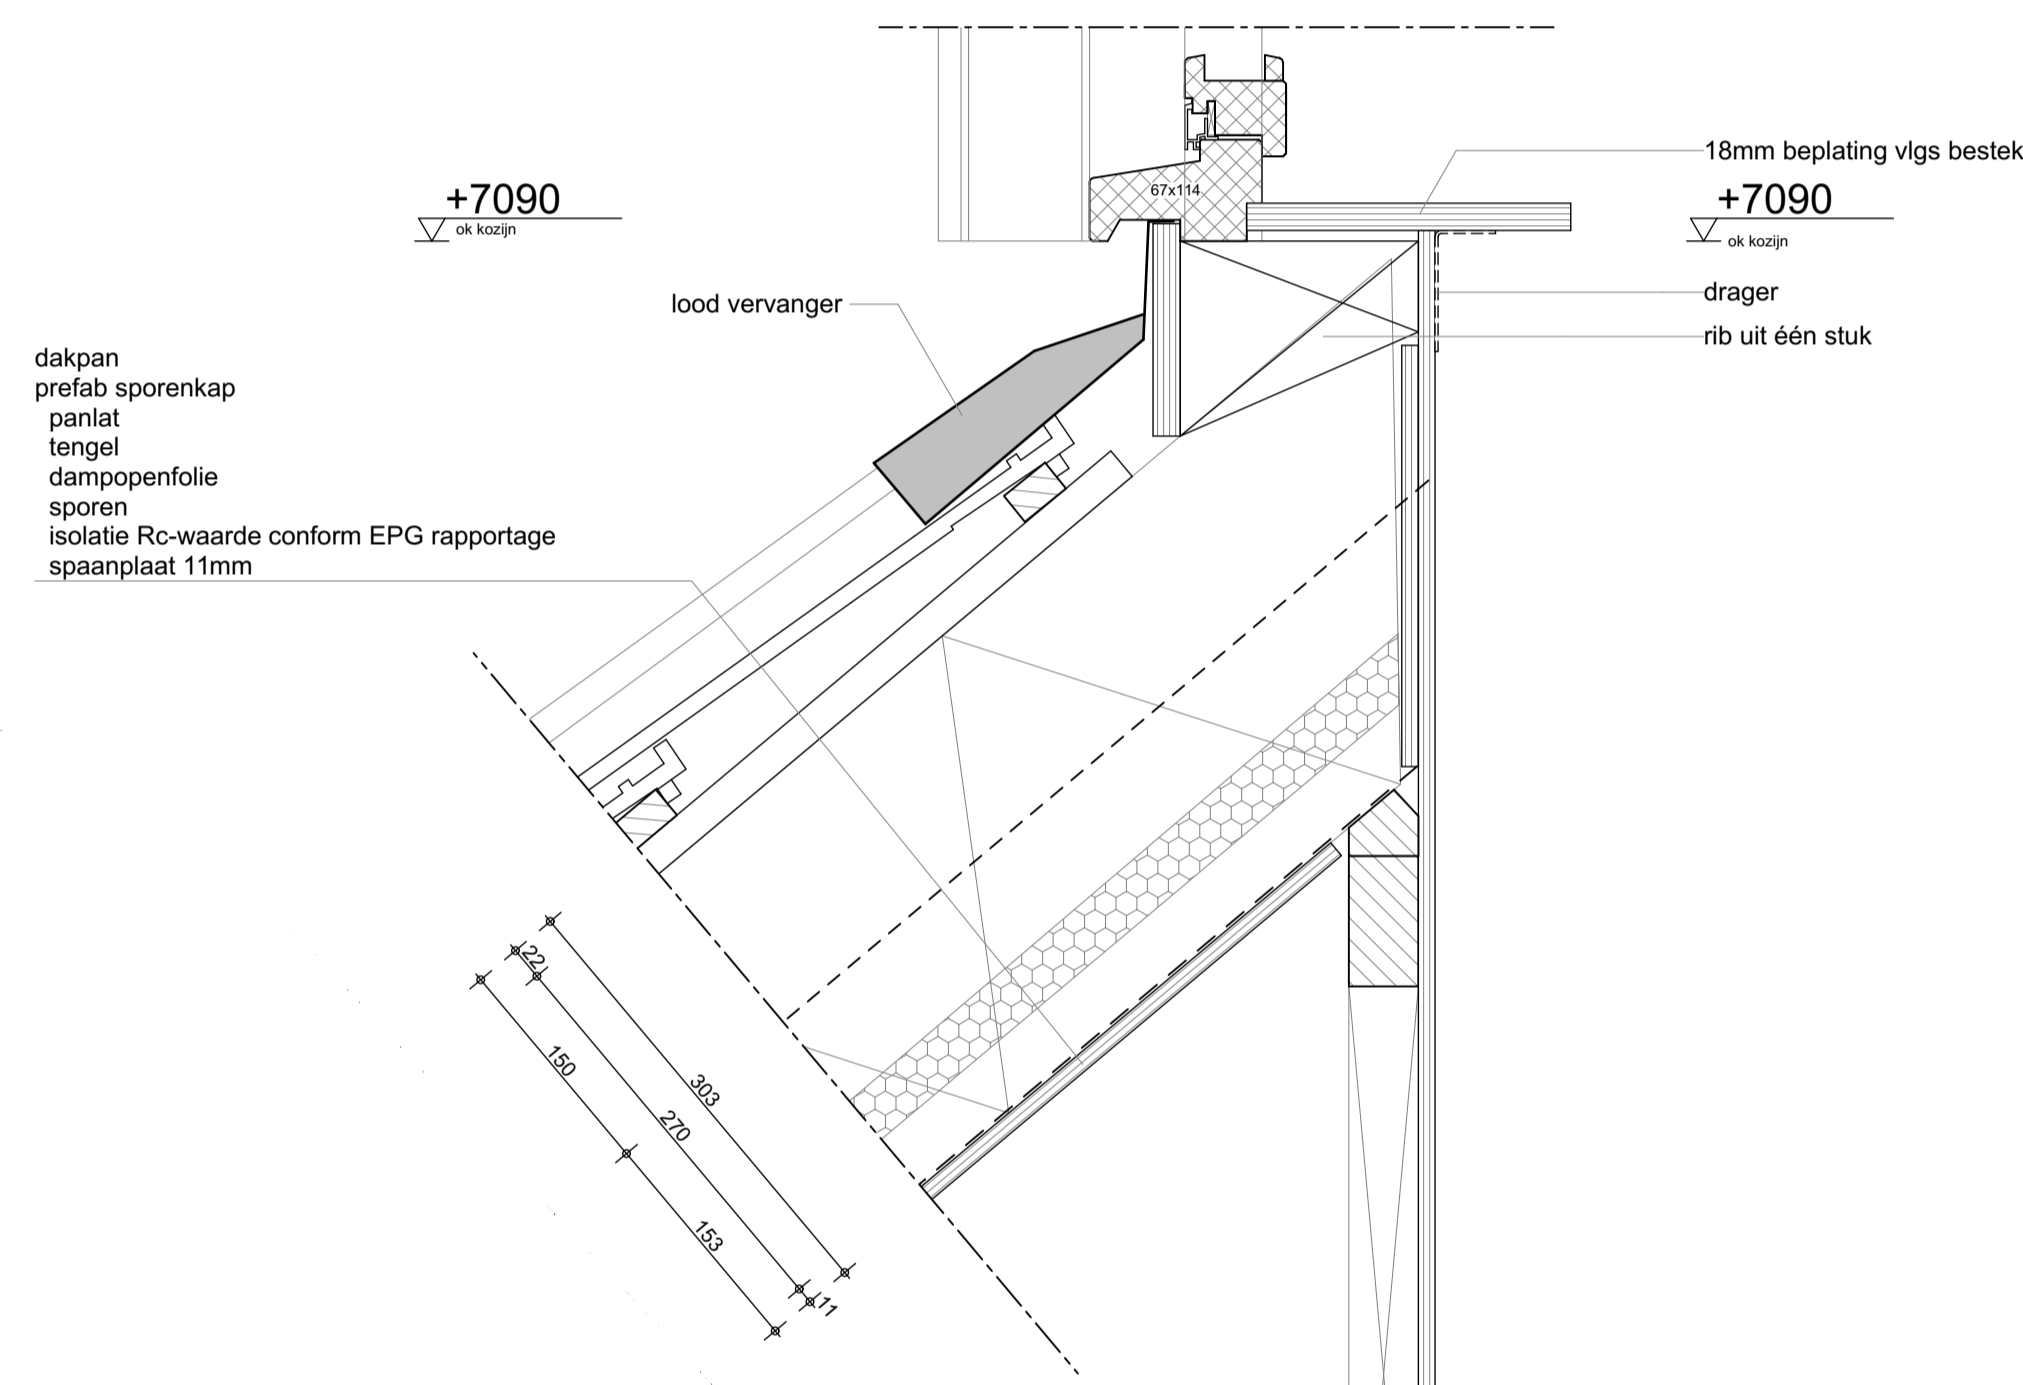 67x114
18mm beplating vlgs bestek
+7090
ok kozijn
+7090
ok kozijn
drager
rib uit één stuk
lood vervanger
dakpan
prefab sporenkap
panlat
tengel
dampopenfolie
sporen
isolatie Rc-waarde conform EPG rapportage
spaanplaat 11mm
22
150
303
270
153
11